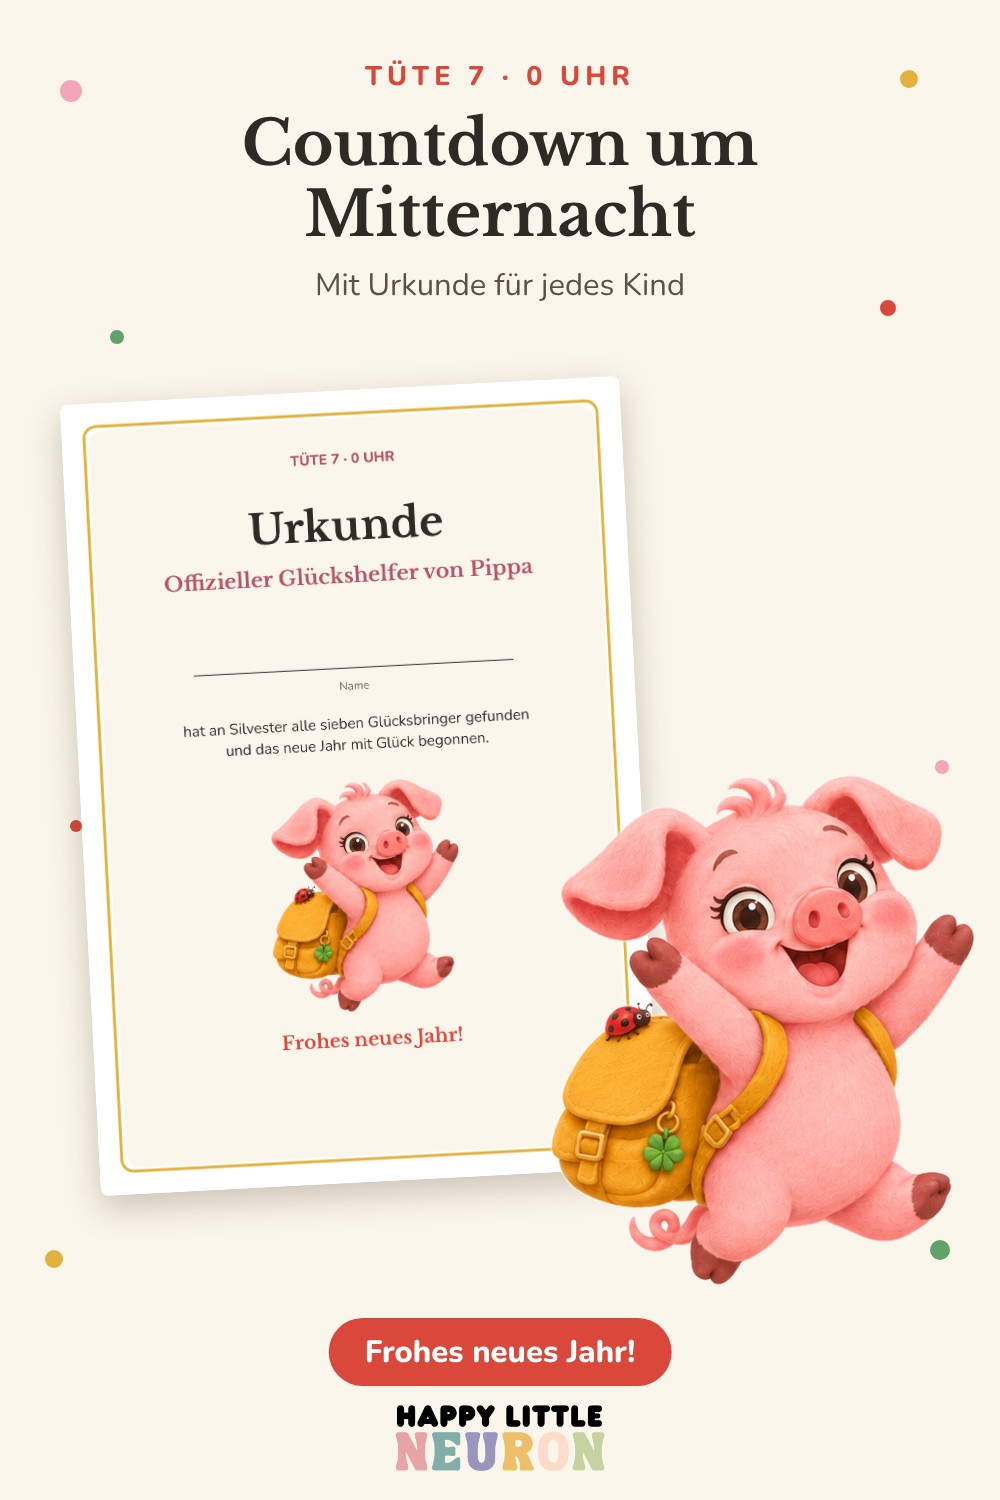 TÜTE 7 · 0 UHR
Countdown um
Mitternacht
Mit Urkunde für jedes Kind
TÜTE 7 · 0 UHR
Urkunde
Offizieller Glückshelfer von Pippa
Name
hat an Silvester alle sieben Glücksbringer gefunden
und das neue Jahr mit Glück begonnen.
Frohes neues Jahr!
Frohes neues Jahr!
HAPPY LITTLE
NEURON